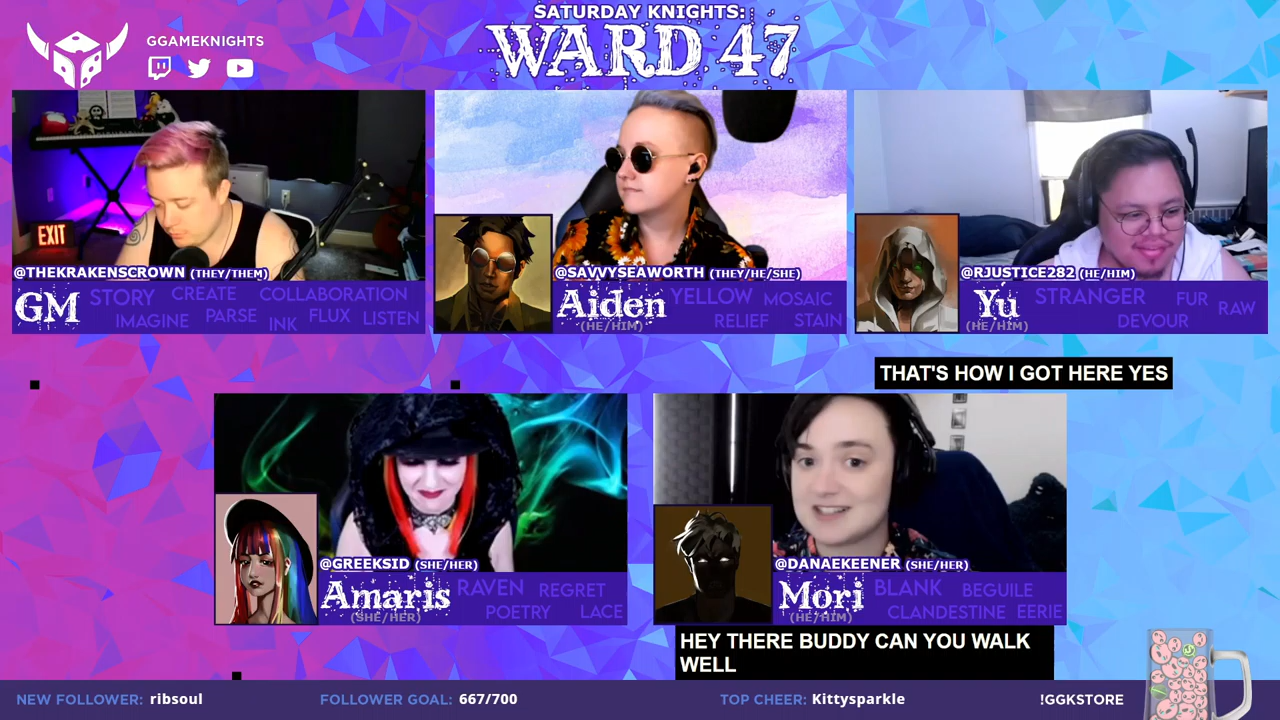 SATURDAY KNIGHTS:
WARD 47
GGAMEKNIGHTS
EXIT
@THEKRAKENSCROWN (THEY/THEM)
GM
STORY CREATE COLLABORATION
IMAGINE PARSE INK FLUX LISTEN
@SAVVYSEAWORTH (THEY/HE/SHE)
Aiden
(HE/HIM)
YELLOW MOSAIC
RELIEF STAIN
@RJUSTICE282 (HE/HIM)
Yu
(HE/HIM)
STRANGER FUR RAW
DEVOUR
THAT'S HOW I GOT HERE YES
@GREEKSID (SHE/HER)
Amaris
(SHE/HER)
RAVEN REGRET
POETRY LACE
@DANAEKEENER (SHE/HER)
Mori
(HE/HIM)
BLANK BEGUILE
CLANDESTINE EERIE
HEY THERE BUDDY CAN YOU WALK
WELL
NEW FOLLOWER: ribsoul
FOLLOWER GOAL: 667/700
TOP CHEER: Kittysparkle
!GGKSTORE